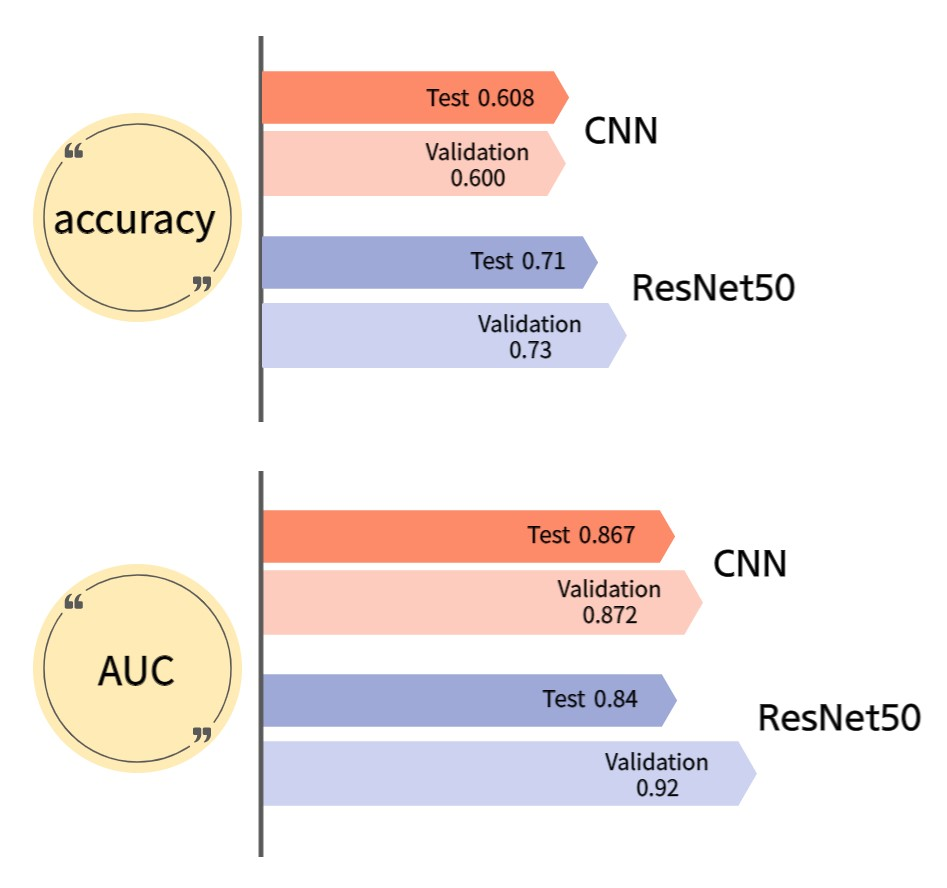 “
accuracy
”
Test 0.608
Validation
0.600
CNN
Test 0.71
Validation
0.73
ResNet50
“
AUC
”
Test 0.867
Validation
0.872
CNN
Test 0.84
Validation
0.92
ResNet50